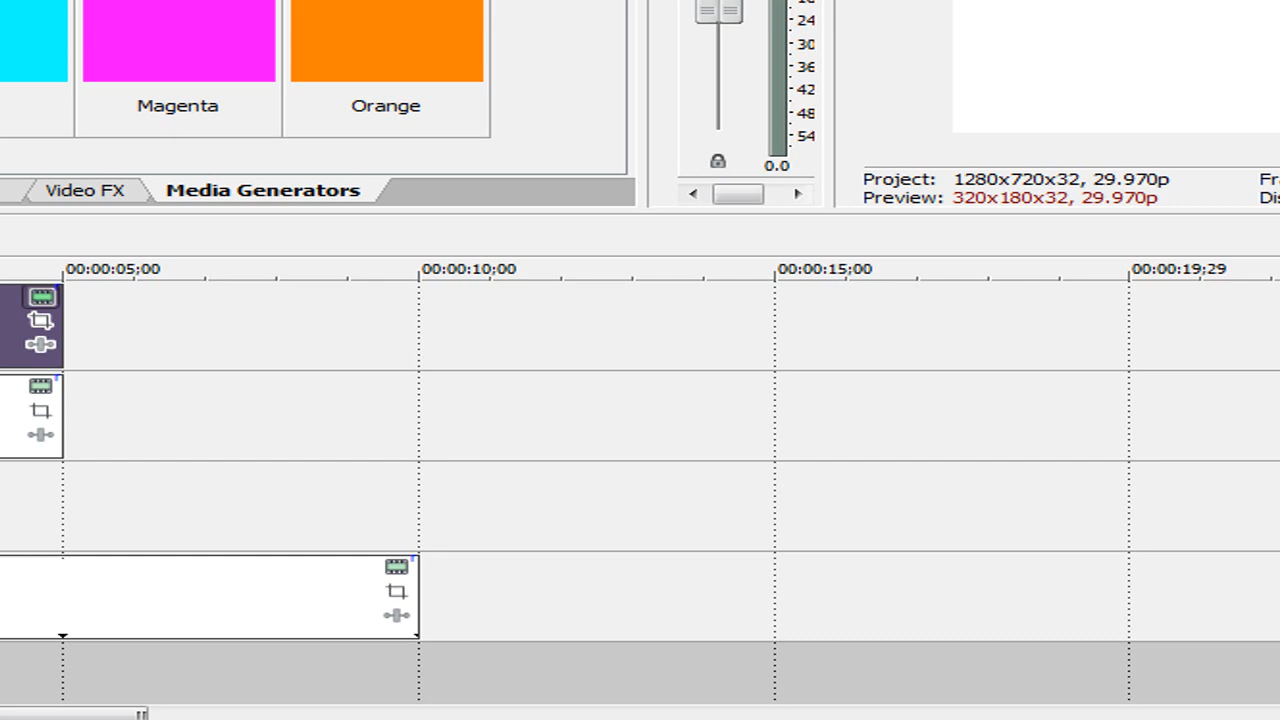 Magenta
Orange
24
30
36
42
48
54
0.0
Video FX
Media Generators
Project: 1280x720x32, 29.970p
Preview: 320x180x32, 29.970p
00:00:05;00
00:00:10;00
00:00:15;00
00:00:19;29